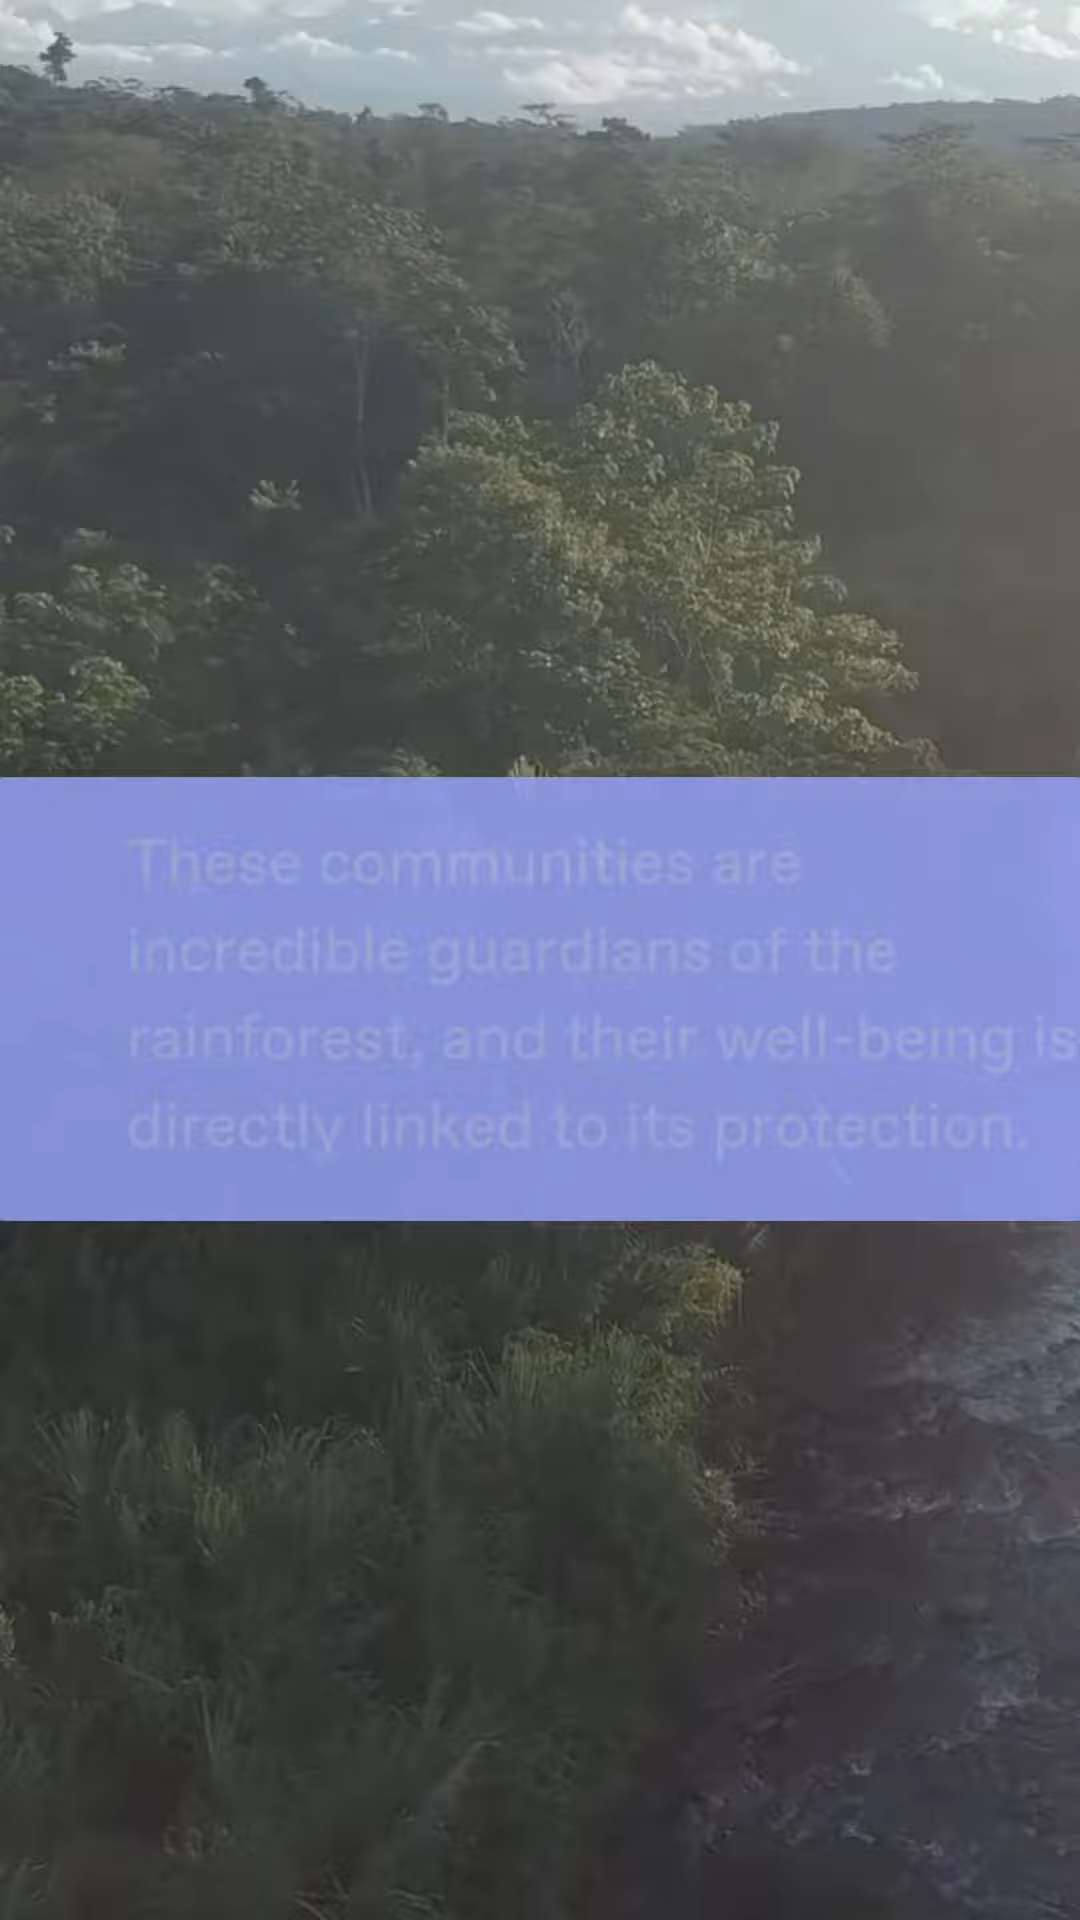 These communities are
incredible guardians of the
rainforest, and their well-being is
directly linked to its protection.